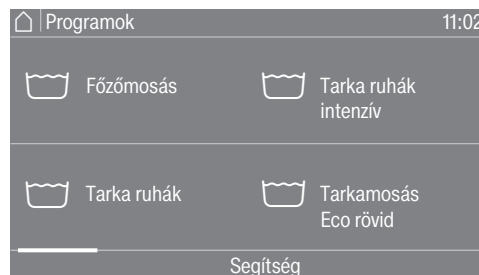 Programok 11:02
Főzőmosás
Tarka ruhák
intenzív
Tarka ruhák
Tarkamosás
Eco rövid
Segítség